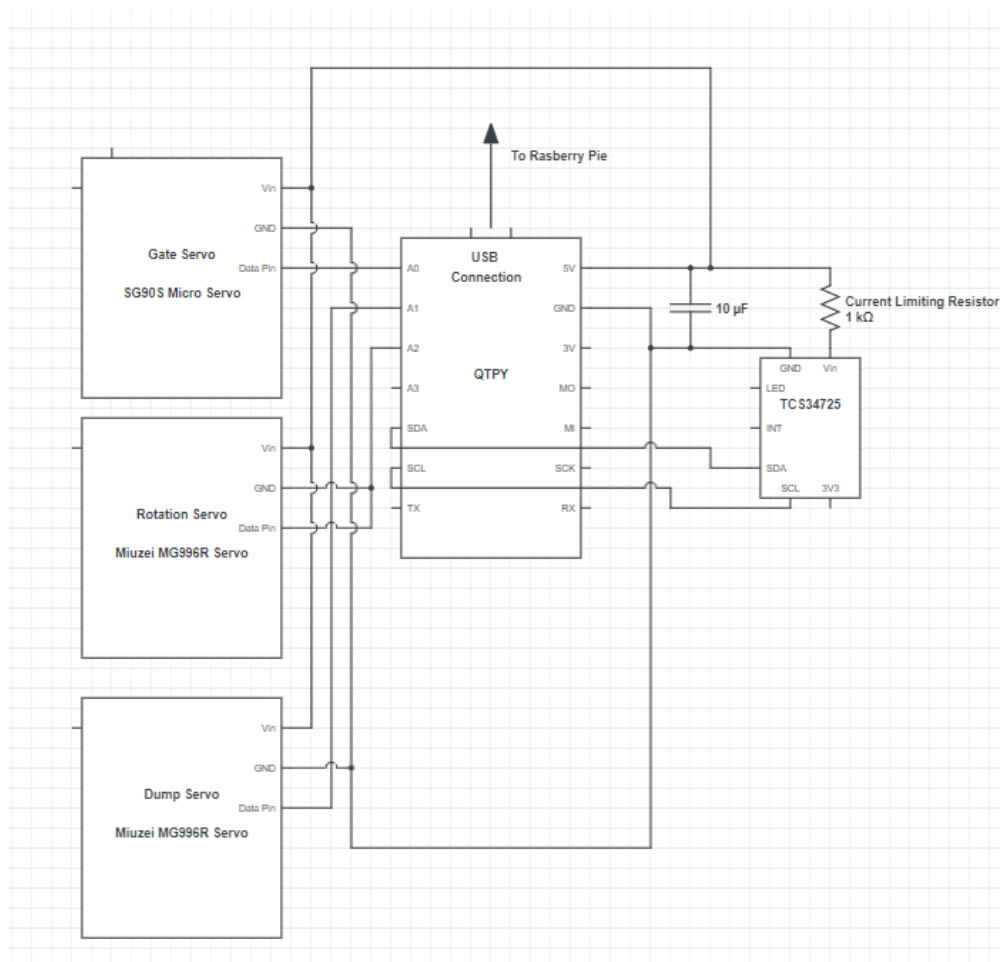 To Rasberry Pie
Vin
GND
Gate Servo
Data Pin
SG90S Micro Servo
USB
Connection
A0
5V
A1
GND
A2
3V
QTPY
A3
MO
SDA
MI
SCL
SCK
TX
RX
10 µF
Current Limiting Resistor
1 kΩ
GND
Vin
LED
TCS34725
INT
SDA
SCL
3V3
Vin
GND
Rotation Servo
Data Pin
Miuzei MG996R Servo
Vin
GND
Dump Servo
Data Pin
Miuzei MG996R Servo